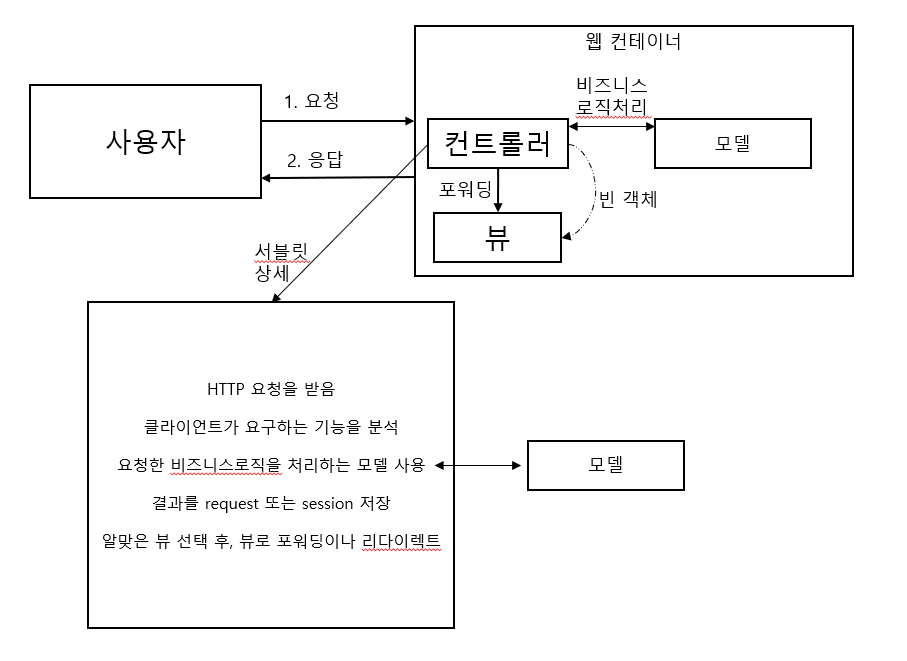 웹 컨테이너
사용자
1. 요청
2. 응답
컨트롤러
비즈니스
로직처리
모델
포워딩
빈 객체
뷰
서블릿
상세
HTTP 요청을 받음
클라이언트가 요구하는 기능을 분석
요청한 비즈니스로직을 처리하는 모델 사용
결과를 request 또는 session 저장
알맞은 뷰 선택 후, 뷰로 포워딩이나 리다이렉트
모델